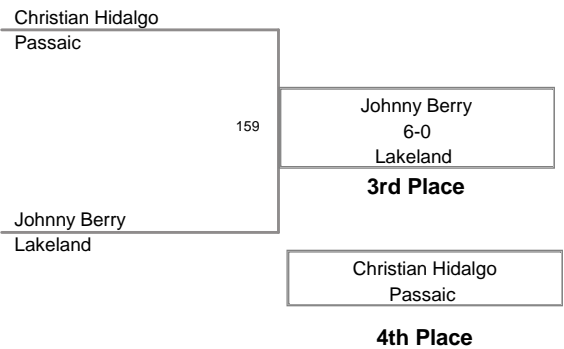 Christian Hidalgo
Passaic
159
Johnny Berry
6-0
Lakeland
3rd Place
Johnny Berry
Lakeland
Christian Hidalgo
Passaic
4th Place